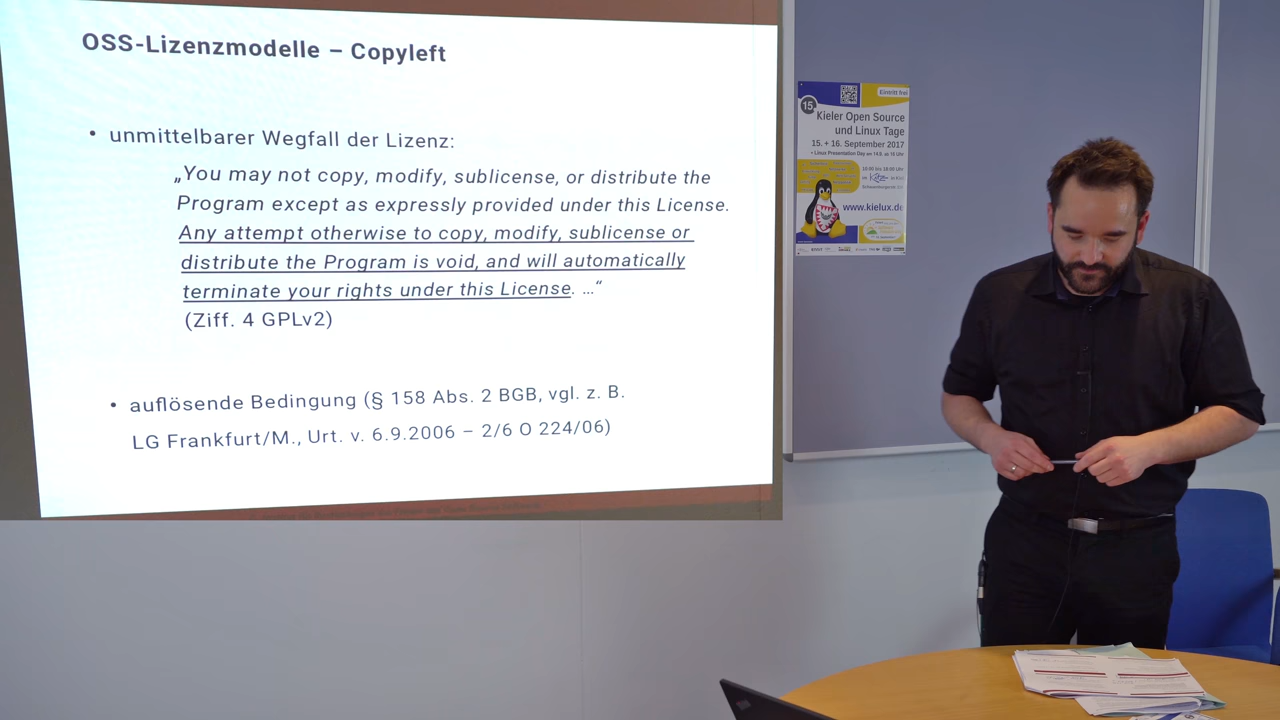 OSS-Lizenzmodelle – Copyleft
• unmittelbarer Wegfall der Lizenz:
„You may not copy, modify, sublicense, or distribute the
Program except as expressly provided under this License.
Any attempt otherwise to copy, modify, sublicense or
distribute the Program is void, and will automatically
terminate your rights under this License. …“
(Ziff. 4 GPLv2)
• auflösende Bedingung (§ 158 Abs. 2 BGB, vgl. z. B.
LG Frankfurt/M., Urt. v. 6.9.2006 – 2/6 O 224/06)
Eintritt frei
15.
Kieler Open Source
und Linux Tage
15. + 16. September 2017
www.kielux.de